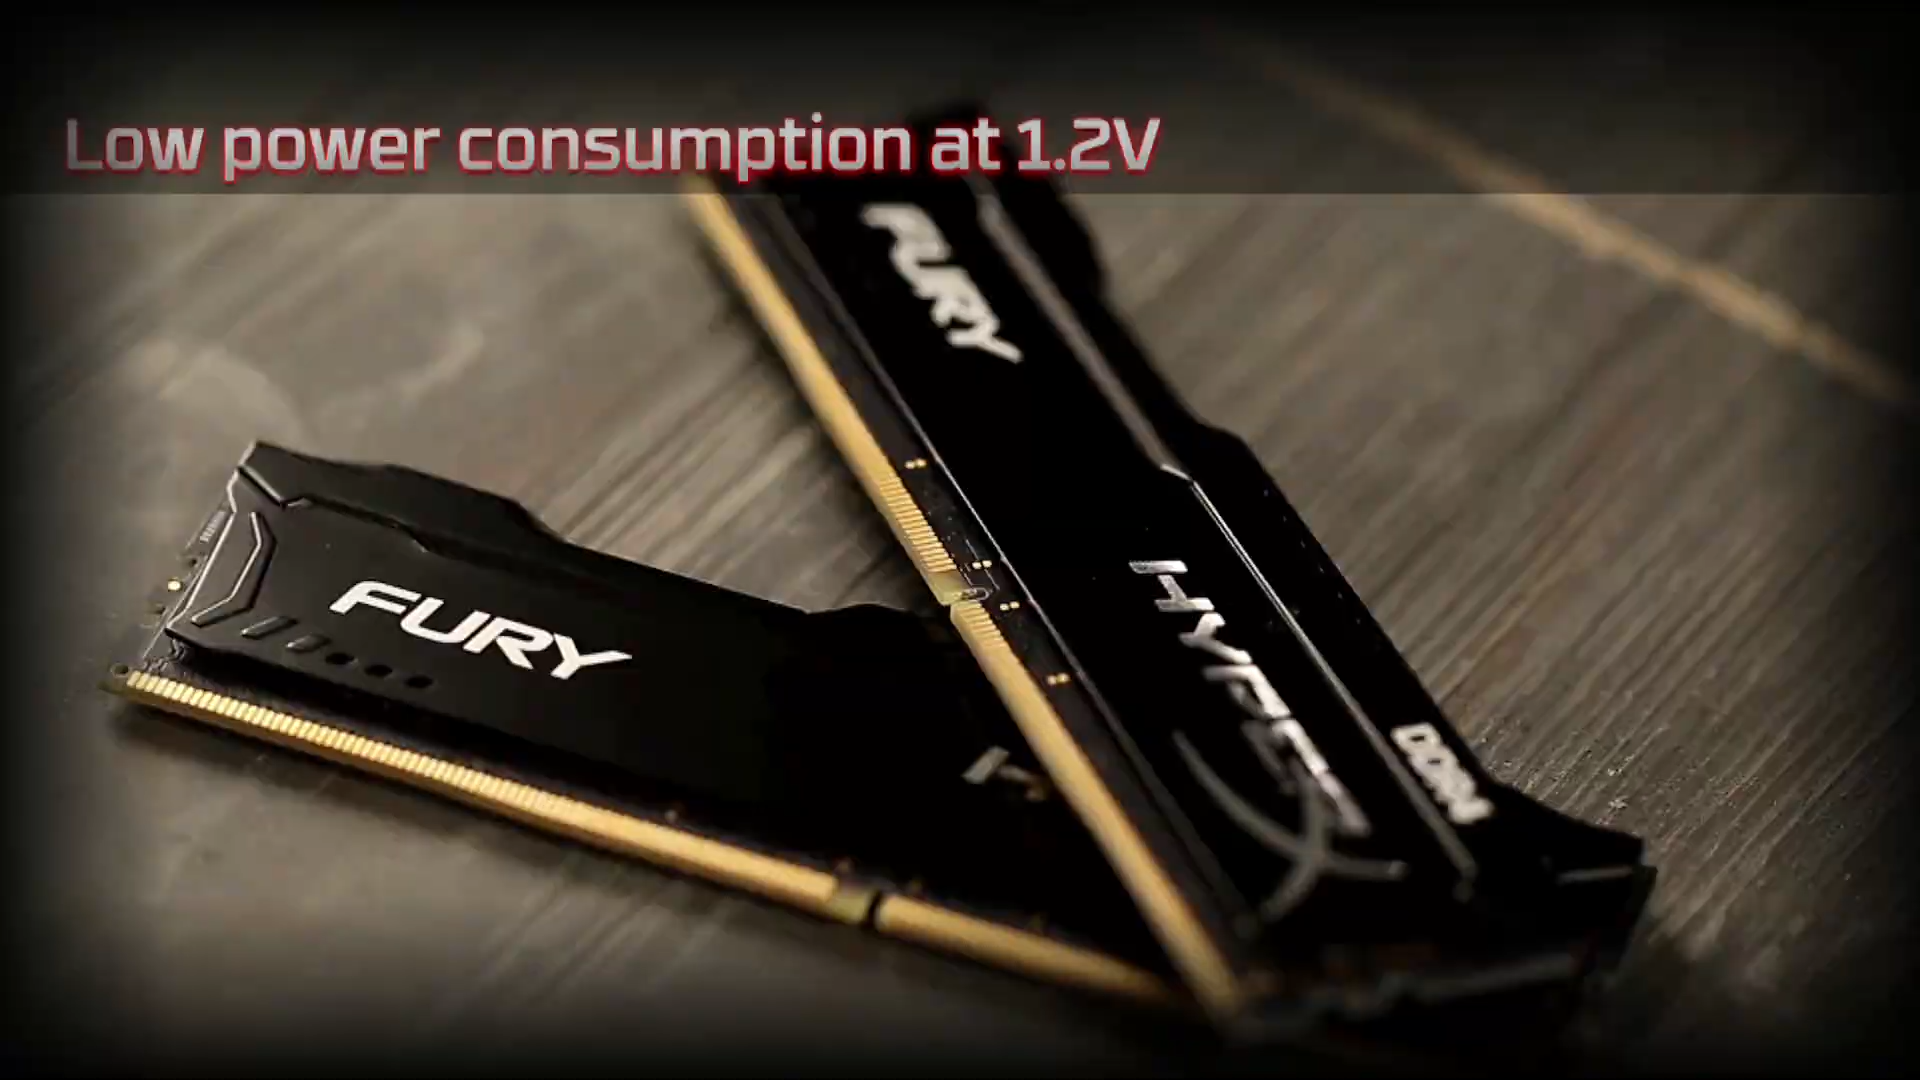 Low power consumption at 1.2V
FURY
FURY
HYPERX
DDR4